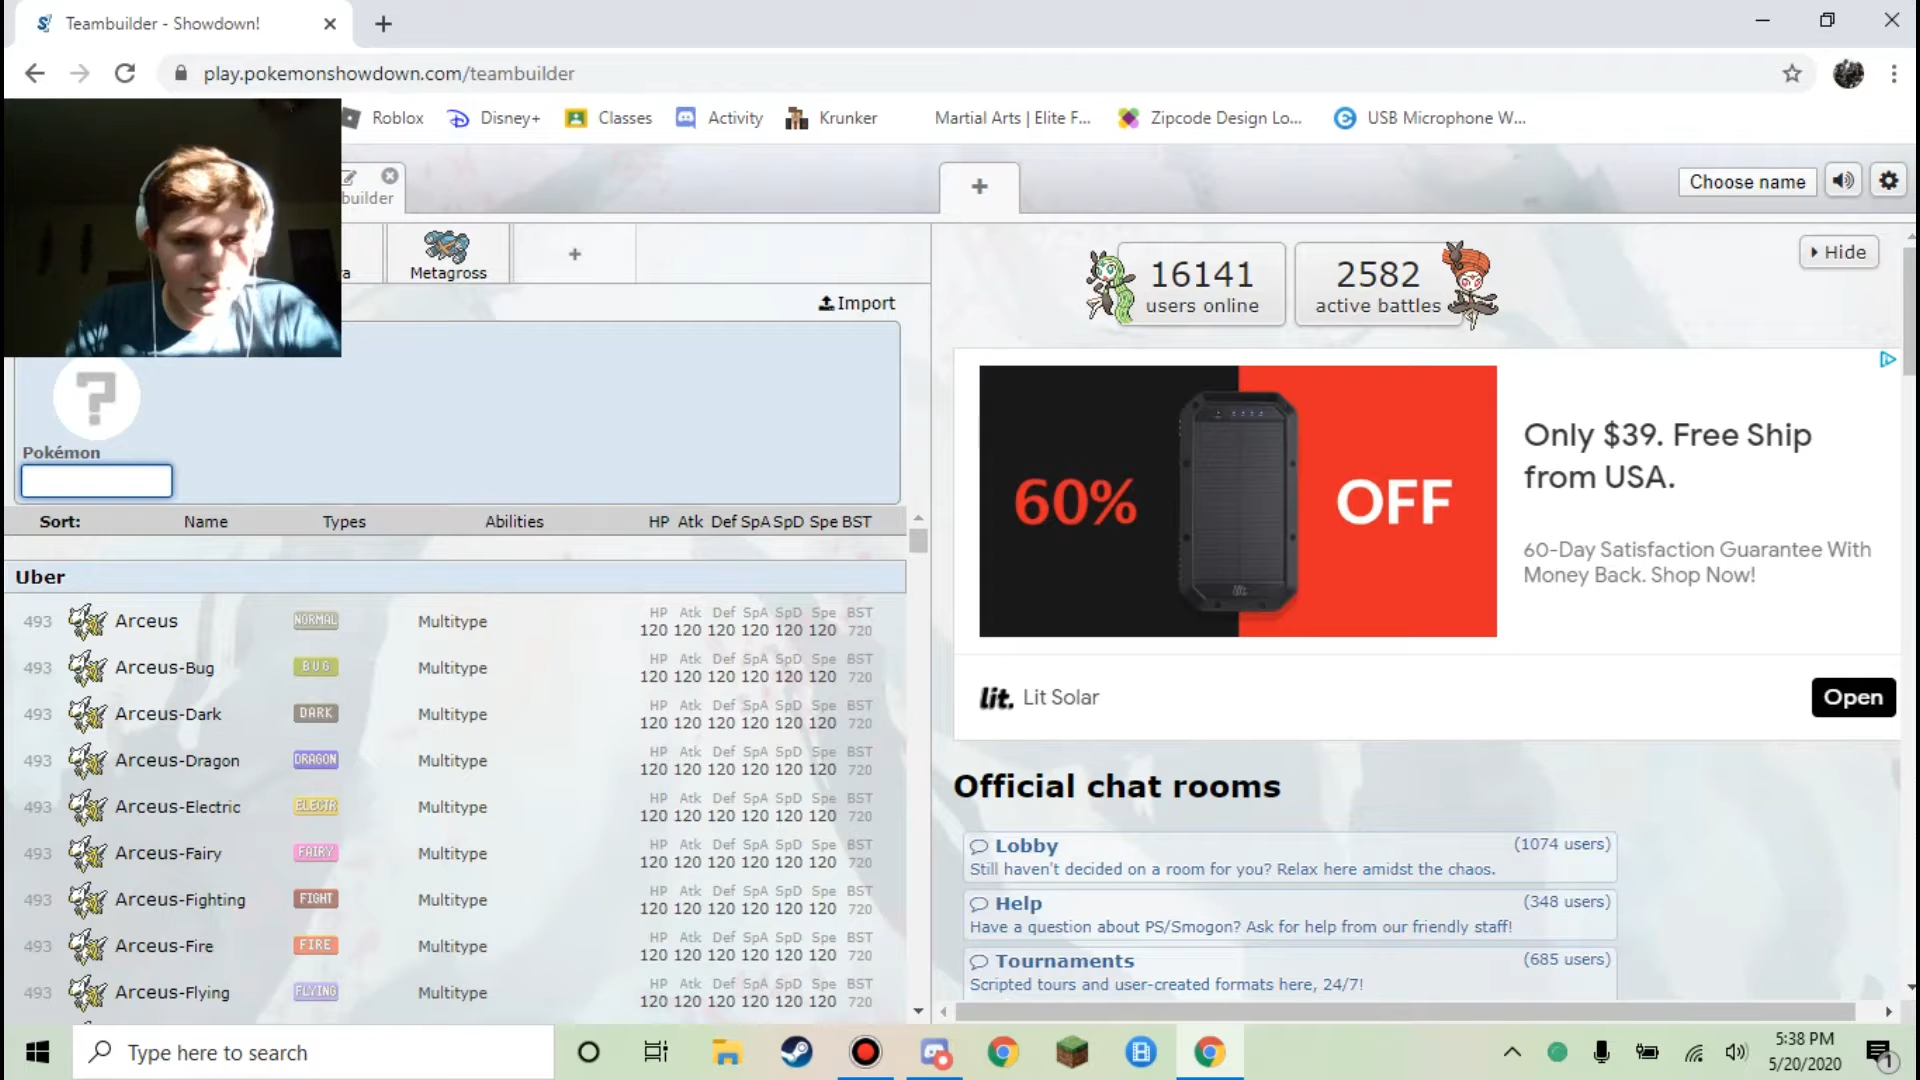 Teambuilder - Showdown!
play.pokemonshowdown.com/teambuilder
Roblox Disney+ Classes Activity Krunker Martial Arts | Elite F... Zipcode Design Lo... USB Microphone W...
builder
+
Choose name
a Metagross +
Import
16141 users online
2582 active battles
Hide
?
Pokémon
Sort: Name Types Abilities HP Atk Def SpA SpD Spe BST
Uber
HP Atk Def SpA SpD Spe BST
493 Arceus NORMAL Multitype 120 120 120 120 120 120 720
HP Atk Def SpA SpD Spe BST
493 Arceus-Bug BUG Multitype 120 120 120 120 120 120 720
HP Atk Def SpA SpD Spe BST
493 Arceus-Dark DARK Multitype 120 120 120 120 120 120 720
HP Atk Def SpA SpD Spe BST
493 Arceus-Dragon DRAGON Multitype 120 120 120 120 120 120 720
HP Atk Def SpA SpD Spe BST
493 Arceus-Electric ELECTR Multitype 120 120 120 120 120 120 720
HP Atk Def SpA SpD Spe BST
493 Arceus-Fairy FAIRY Multitype 120 120 120 120 120 120 720
HP Atk Def SpA SpD Spe BST
493 Arceus-Fighting FIGHT Multitype 120 120 120 120 120 120 720
HP Atk Def SpA SpD Spe BST
493 Arceus-Fire FIRE Multitype 120 120 120 120 120 120 720
HP Atk Def SpA SpD Spe BST
493 Arceus-Flying FLYING Multitype 120 120 120 120 120 120 720
60% OFF
Only $39. Free Ship
from USA.
60-Day Satisfaction Guarantee With
Money Back. Shop Now!
lit. Lit Solar
Open
Official chat rooms
Lobby (1074 users)
Still haven't decided on a room for you? Relax here amidst the chaos.
Help (348 users)
Have a question about PS/Smogon? Ask for help from our friendly staff!
Tournaments (685 users)
Scripted tours and user-created formats here, 24/7!
Type here to search
5:38 PM
5/20/2020
1